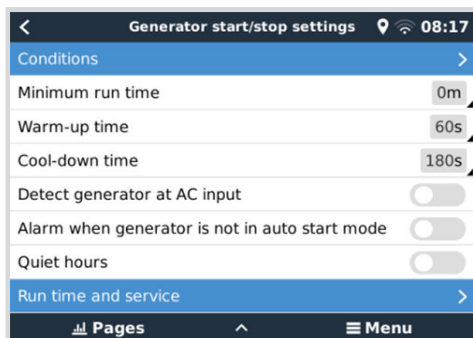 Generator start/stop settings 08:17
Conditions
Minimum run time 0m
Warm-up time 60s
Cool-down time 180s
Detect generator at AC input
Alarm when generator is not in auto start mode
Quiet hours
Run time and service
Pages Menu